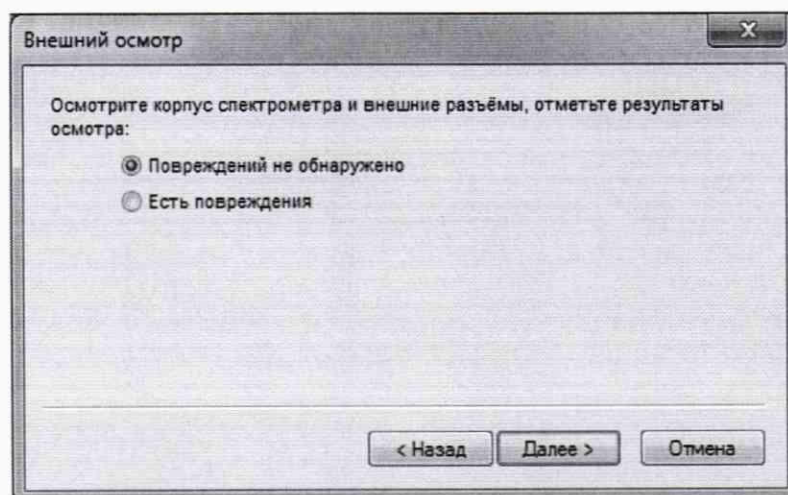 Внешний осмотр
Осмотрите корпус спектрометра и внешние разъёмы, отметьте результаты
осмотра:
Повреждений не обнаружено
Есть повреждения
< Назад
Далее >
Отмена